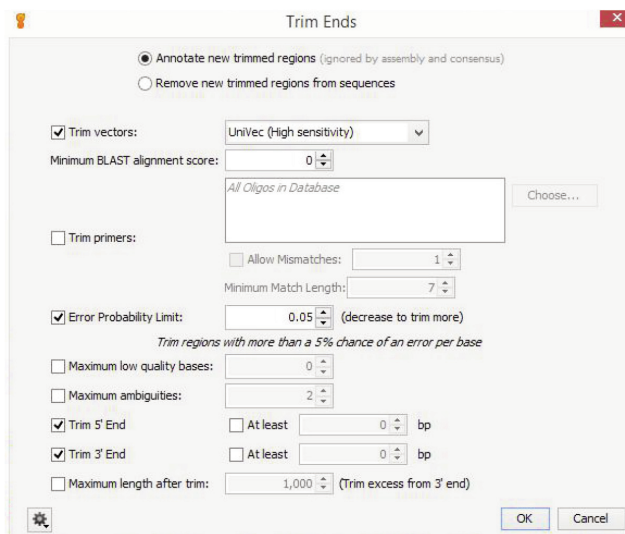 Trim Ends
Annotate new trimmed regions (ignored by assembly and consensus)
Remove new trimmed regions from sequences
Trim vectors: UniVec (High sensitivity)
Minimum BLAST alignment score: 0
All Oligos in Database
Choose...
Trim primers:
Allow Mismatches: 1
Minimum Match Length: 7
Error Probability Limit: 0.05 (decrease to trim more)
Trim regions with more than a 5% chance of an error per base
Maximum low quality bases: 0
Maximum ambiguities: 2
Trim 5' End At least 0 bp
Trim 3' End At least 0 bp
Maximum length after trim: 1,000 (Trim excess from 3' end)
OK Cancel